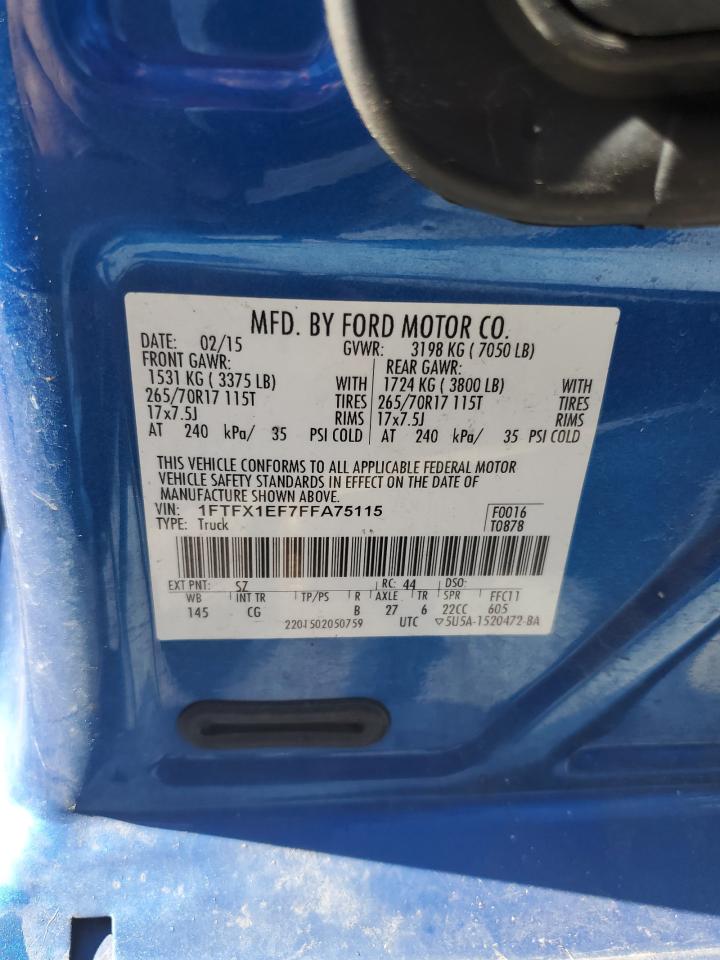 MFD. BY FORD MOTOR CO.
DATE: 02/15 GVWR: 3198 KG ( 7050 LB)
FRONT GAWR: REAR GAWR:
1531 KG ( 3375 LB) WITH 1724 KG ( 3800 LB) WITH
265/70R17 115T TIRES 265/70R17 115T TIRES
17x7.5J RIMS 17x7.5J RIMS
AT 240 kPa/ 35 PSI COLD AT 240 kPa/ 35 PSI COLD
THIS VEHICLE CONFORMS TO ALL APPLICABLE FEDERAL MOTOR
VEHICLE SAFETY STANDARDS IN EFFECT ON THE DATE OF
MANUFACTURE SHOWN ABOVE.
VIN: 1FTFX1EF7FFA75115 F0016
TYPE: Truck T0878
EXT PNT: SZ RC: 44 DSO:
WB INT TR TP/PS R AXLE TR SPR FFC11
145 CG B 27 6 22CC 605
2201502050759 UTC ▽5U5A-1520472-BA